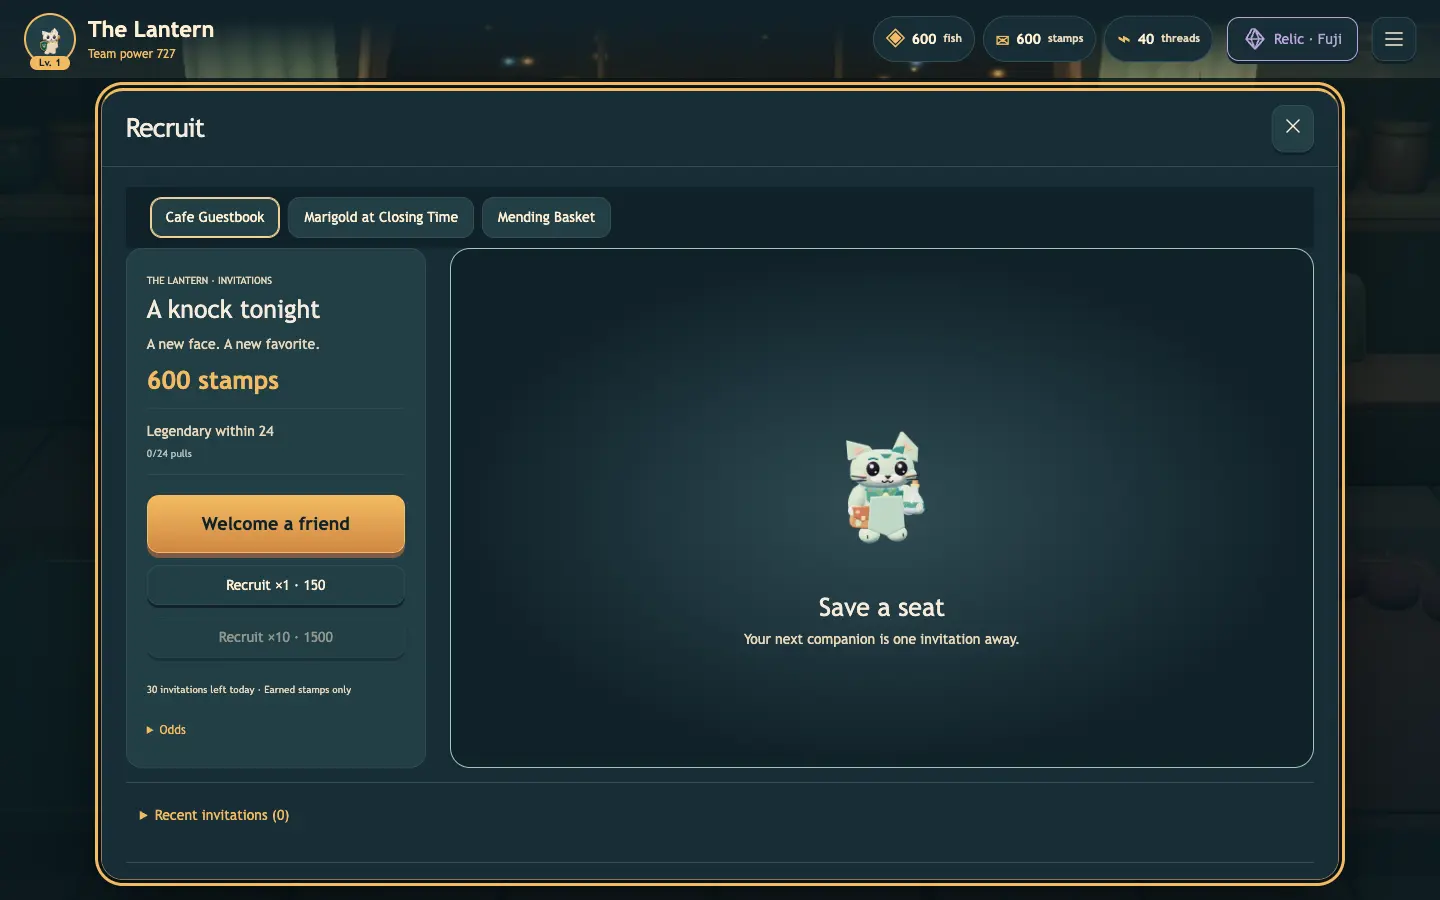 The Lantern
Team power 727
Lv. 1
600 fish
600 stamps
40 threads
Relic · Fuji
Recruit
Cafe Guestbook
Marigold at Closing Time
Mending Basket
THE LANTERN · INVITATIONS
A knock tonight
A new face. A new favorite.
600 stamps
Legendary within 24
0/24 pulls
Welcome a friend
Recruit ×1 · 150
Recruit ×10 · 1500
30 invitations left today · Earned stamps only
Odds
Save a seat
Your next companion is one invitation away.
Recent invitations (0)